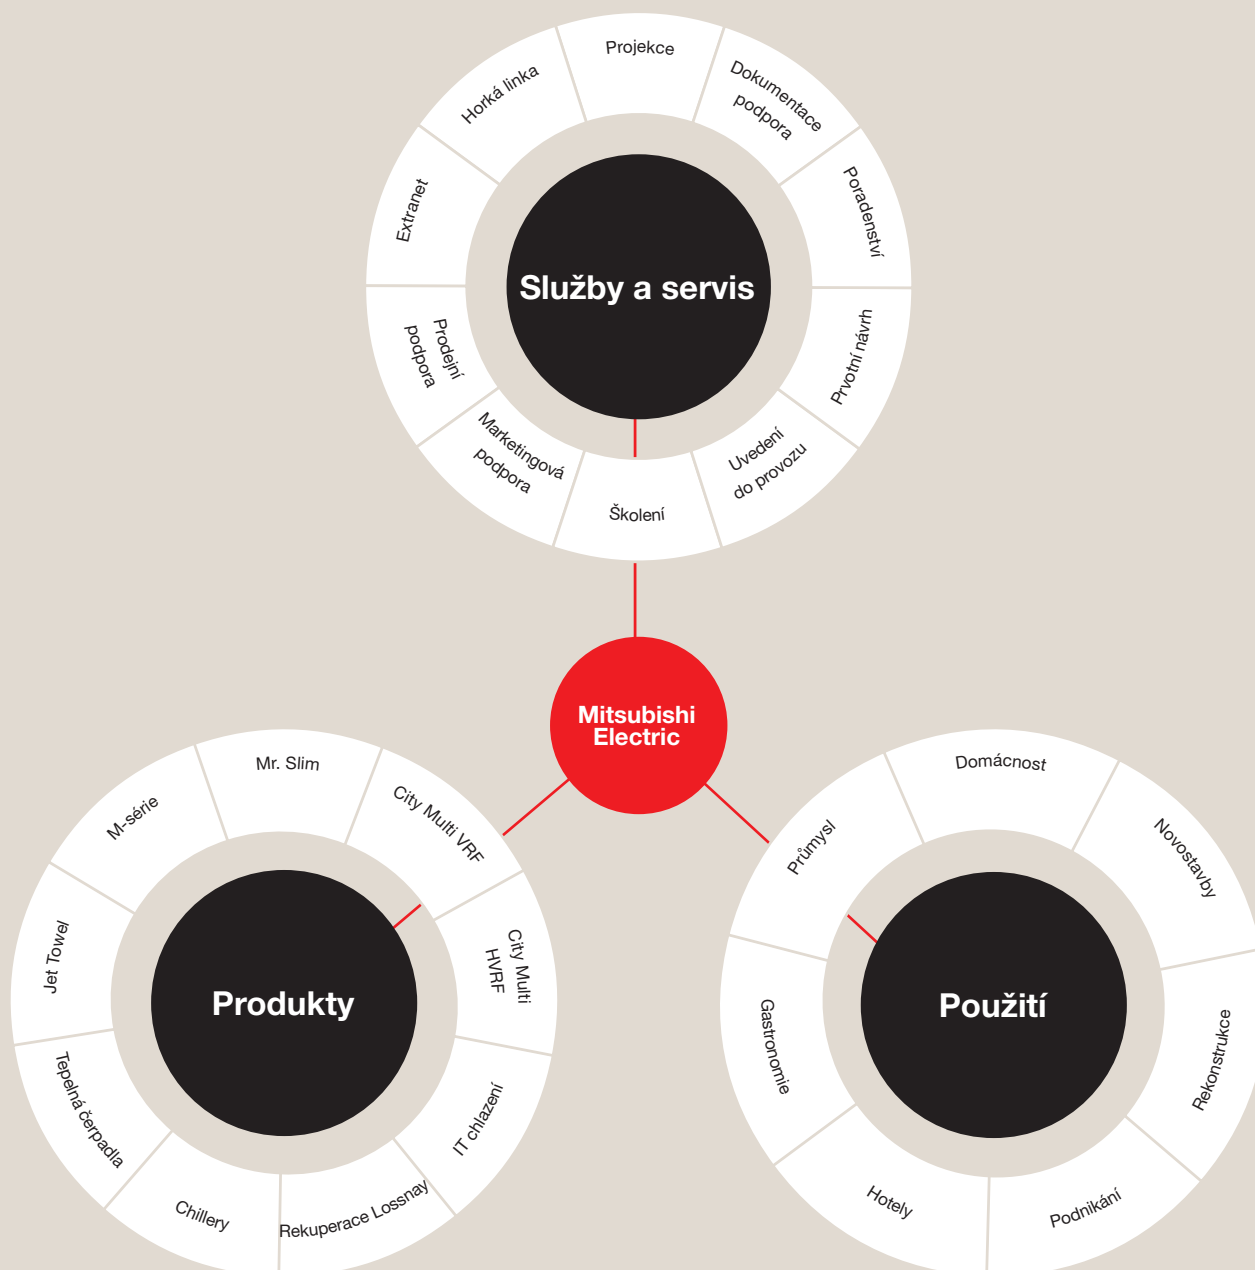 Projekce
Dokumentace
podpora
Poradenství
Prvotní návrh
Uvedení
do provozu
Školení
Marketingová
podpora
Prodejní
podpora
Extranet
Horká linka
Služby a servis
Mitsubishi
Electric
Mr. Slim
City Multi VRF
City Multi
HVRF
IT chlazení
Rekuperace Lossnay
Chillery
Tepelná čerpadla
Jet Towel
M-série
Produkty
Domácnost
Novostavby
Rekonstrukce
Podnikání
Hotely
Gastronomie
Průmysl
Použití